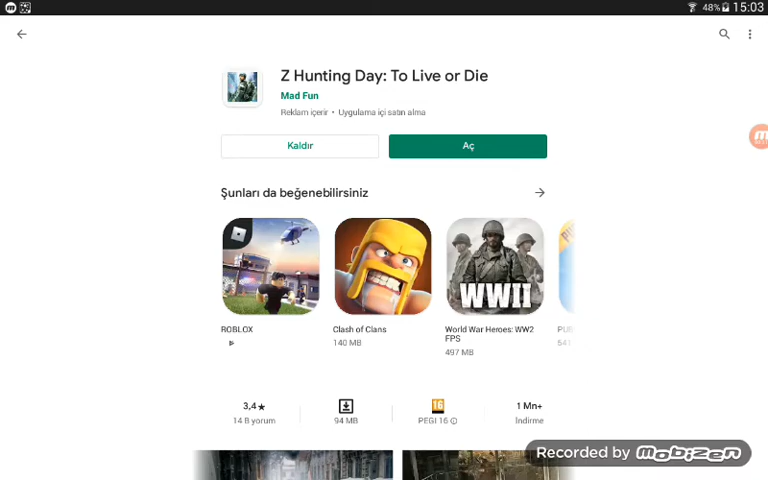 48% 15:03
Z Hunting Day: To Live or Die
Mad Fun
Reklam içerir • Uygulama içi satın alma
Kaldır Aç
Şunları da beğenebilirsiniz
WWII
ROBLOX Clash of Clans World War Heroes: WW2
FPS
140 MB
497 MB
3,4★ 16 1 Mn+
14 B yorum 94 MB PEGI 16 İndirme
Recorded by Mobizen